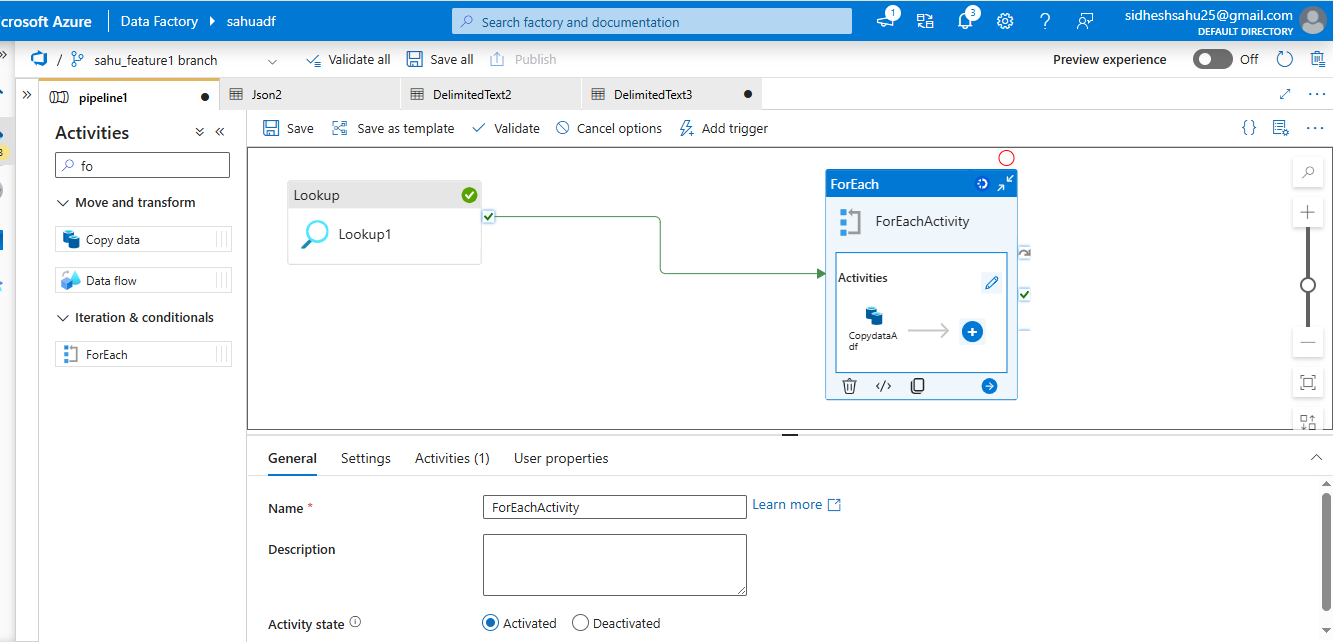 crosoft Azure Data Factory sahuadf Search factory and documentation 1 3 sidheshsahu25@gmail.com
DEFAULT DIRECTORY
/ sahu_feature1 branch Validate all Save all Publish Preview experience Off
pipeline1 Json2 DelimitedText2 DelimitedText3
Activities
Save Save as template Validate Cancel options Add trigger {}
fo
Move and transform
Copy data
Data flow
Iteration & conditionals
ForEach
Lookup
Lookup1
ForEach
ForEachActivity
Activities
CopydataA
df
</>
General Settings Activities (1) User properties
Name * ForEachActivity Learn more
Description
Activity state Activated Deactivated